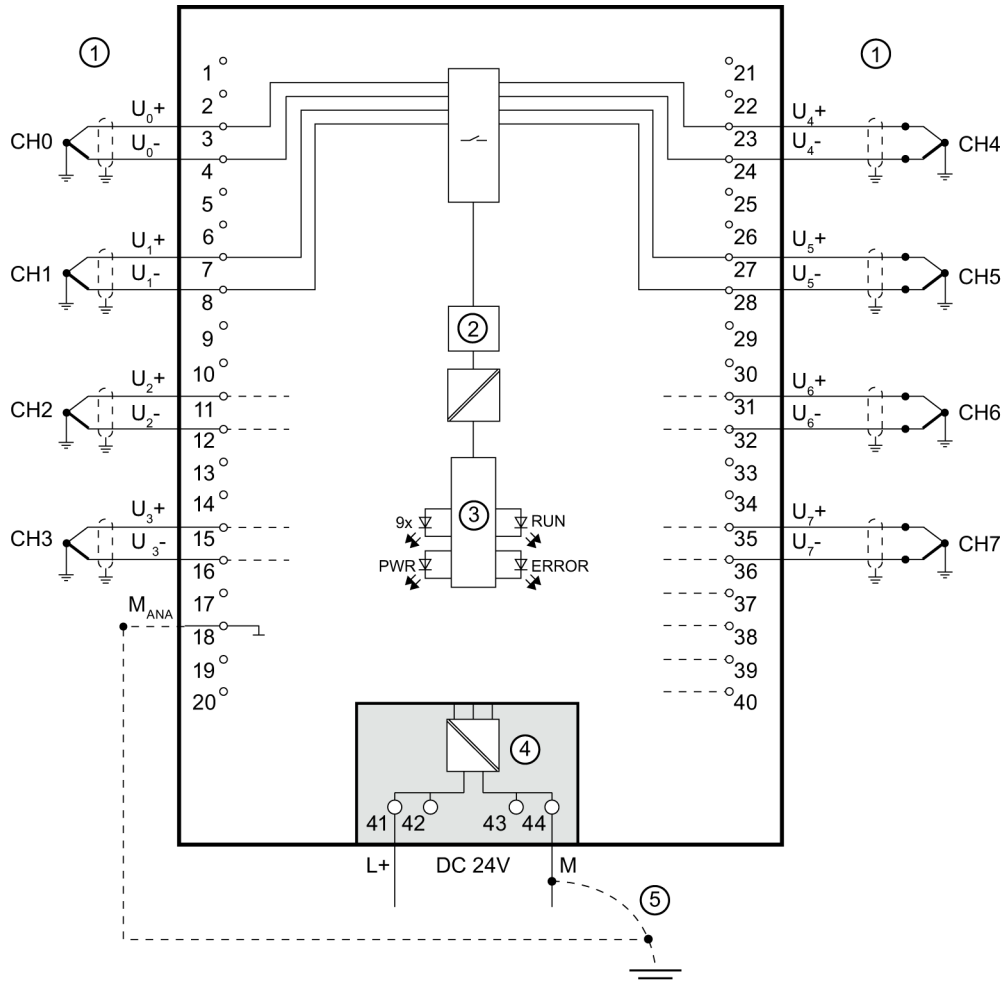 ① ①
1 21
2 22
U0+ U4+
CH0 3 23 CH4
U0- U4-
4 24
5 25
6 26
U1+ U5+
CH1 7 27 CH5
U1- U5-
8 28
9 ② 29
10 30
U2+ U6+
CH2 11 31 CH6
U2- U6-
12 32
13 33
14 34
U3+ ③ U7+
9x RUN
CH3 15 35 CH7
U3- U7-
16 PWR ERROR 36
17 37
MANA
18 38
19 39
20 40
④
41 42 43 44
L+ DC 24V M
⑤